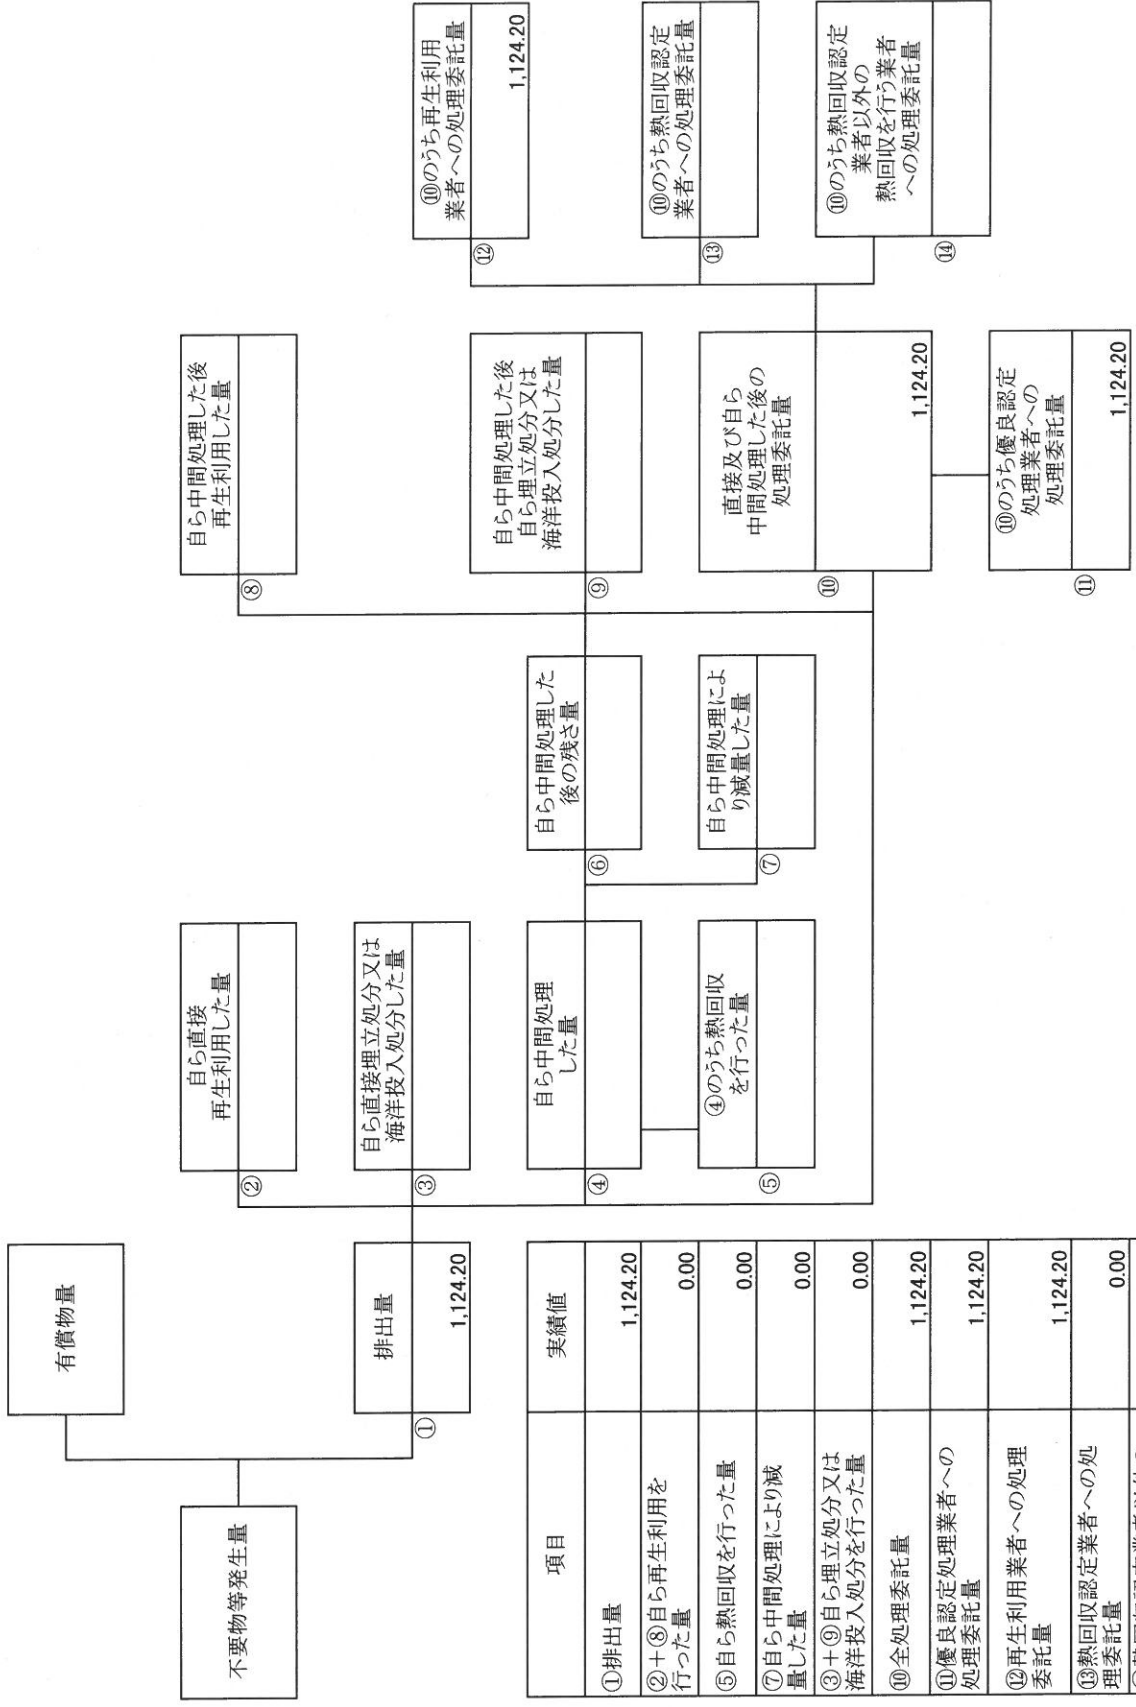 有償物量
不要物等発生量
排出量
①
1,124.20
自ら直接
再生利用した量
②
自ら直接埋立処分又は
海洋投入処分した量
③
自ら中間処理
した量
④
④のうち熱回収
を行った量
⑤
自ら中間処理した
後の残さ量
⑥
自ら中間処理によ
り減量した量
⑦
自ら中間処理した後
再生利用した量
⑧
自ら中間処理した後
自ら埋立処分又は
海洋投入処分した量
⑨
直接及び自ら
中間処理した後の
処理委託量
⑩
1,124.20
⑩のうち優良認定
処理業者への
処理委託量
⑪
1,124.20
⑩のうち再生利用
業者への処理委託量
⑫
1,124.20
⑩のうち熱回収認定
業者への処理委託量
⑬
⑩のうち熱回収認定
業者以外の
熱回収を行う業者
への処理委託量
⑭
項目
実績値
①排出量
1,124.20
②+⑧自ら再生利用を
行った量
0.00
⑤自ら熱回収を行った量
0.00
⑦自ら中間処理により減
量した量
0.00
③+⑨自ら埋立処分又は
海洋投入処分を行った量
0.00
⑩全処理委託量
1,124.20
⑪優良認定処理業者への
処理委託量
1,124.20
⑫再生利用業者への処理
委託量
1,124.20
⑬熱回収認定業者への処
理委託量
0.00